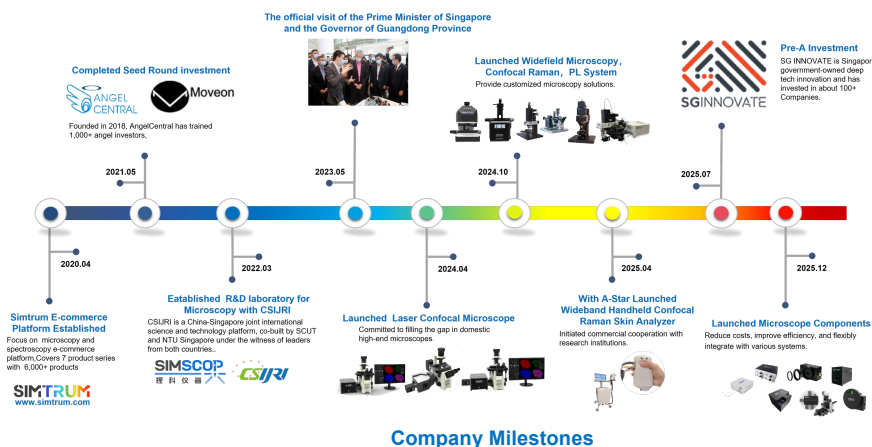 The official visit of the Prime Minister of Singapore
and the Governor of Guangdong Province
Completed Seed Round investment
ANGEL
CENTRAL
Moveon
Founded in 2018, AngelCentral has trained
1,000+ angel investors,
Launched Widefield Microscopy,
Confocal Raman, PL System
Provide customized microscopy solutions.
SGINNOVATE
Pre-A Investment
SG INNOVATE is Singapor
government-owned deep
tech innovation and has
invested in about 100+
Companies.
2021.05
2023.05
2024.10
2025.07
2020.04
2022.03
2024.04
2025.04
2025.12
Simtrum E-commerce
Platform Established
Focus on microscopy and
spectroscopy e-commerce
platform,Covers 7 product series
with 6,000+ products
SIMTRUM
www.simtrum.com
Eatablished R&D laboratory for
Microscopy with CSIJRI
CSIJRI is a China-Singapore joint international
science and technology platform, co-built by SCUT
and NTU Singapore under the witness of leaders
from both countries..
SIMSCOP
理科仪器
CSIJRI
Launched Laser Confocal Microscope
Committed to filling the gap in domestic
high-end microscopes.
With A-Star Launched
Wideband Handheld Confocal
Raman Skin Analyzer
Initiated commercial cooperation with
research institutions.
Launched Microscope Components
Reduce costs, improve efficiency, and flexibly
integrate with various systems.
Company Milestones